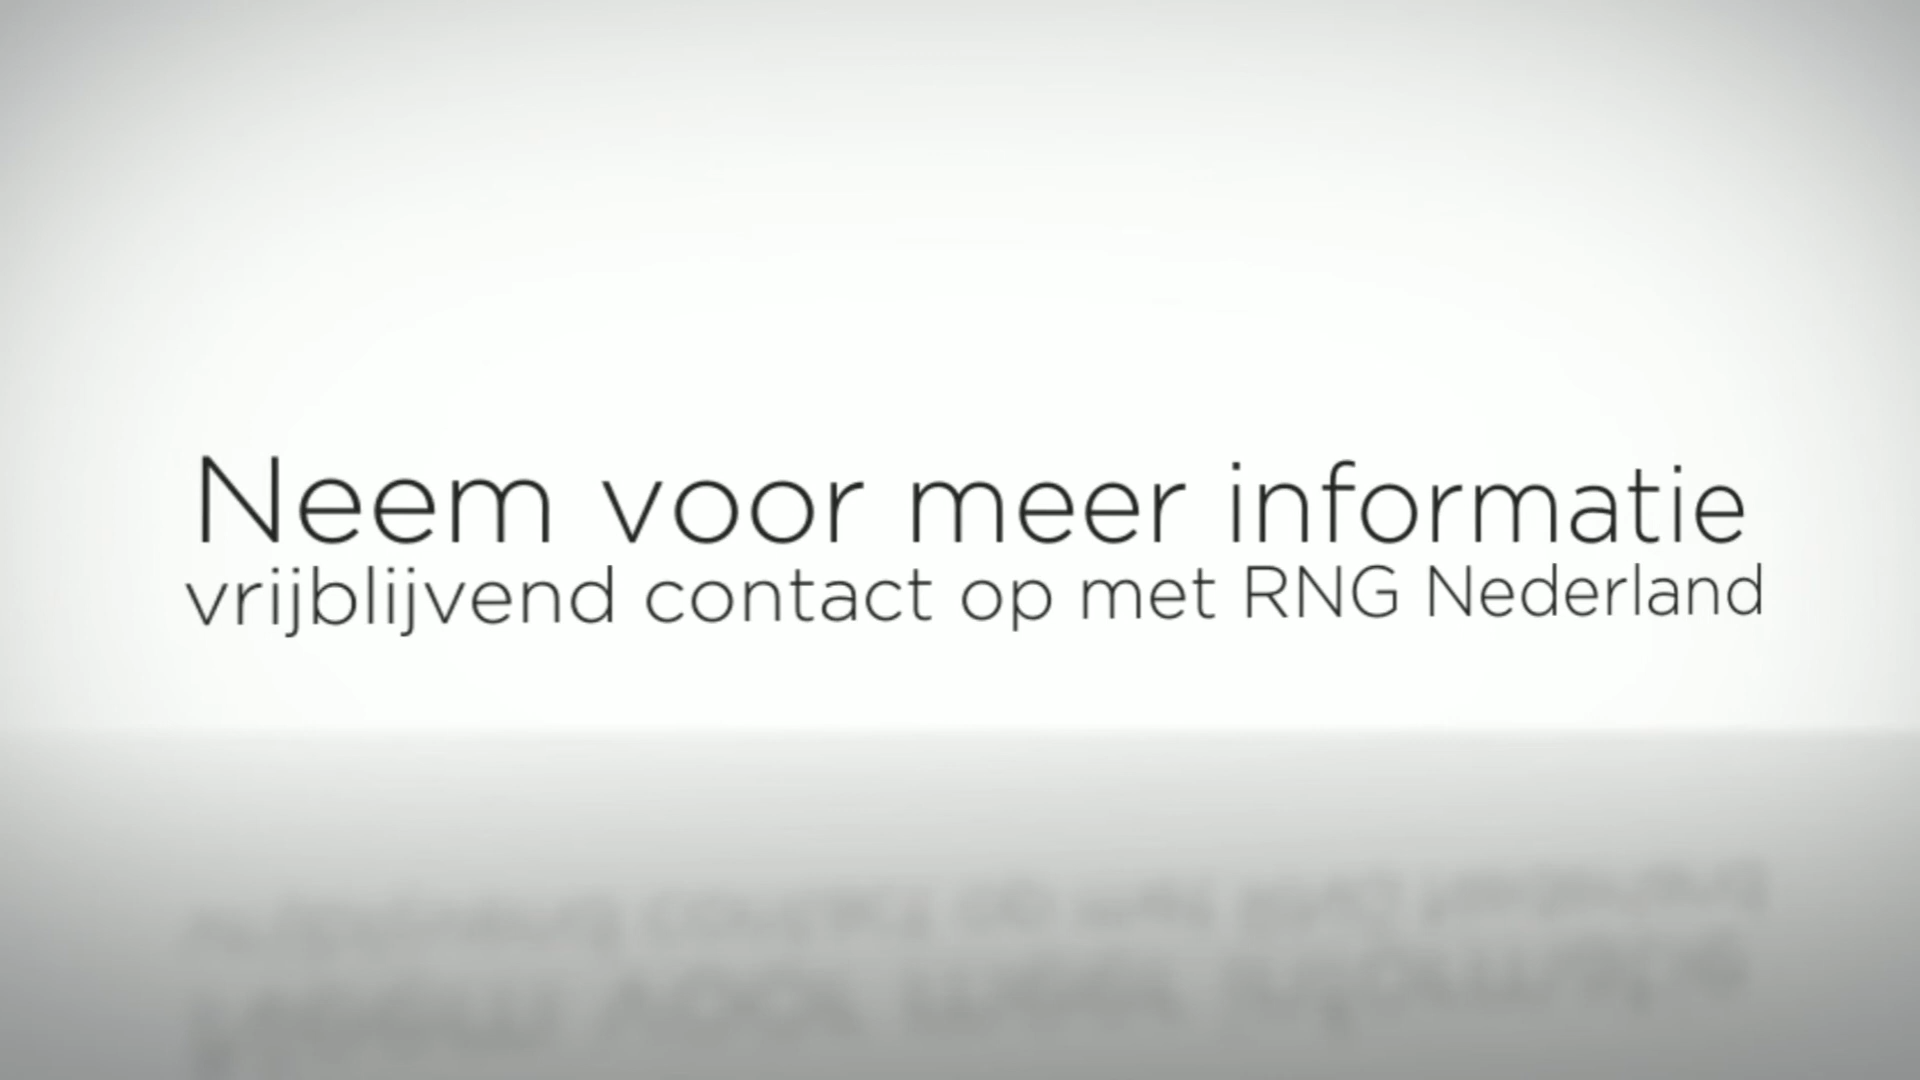 Neem voor meer informatie
vrijblijvend contact op met RNG Nederland